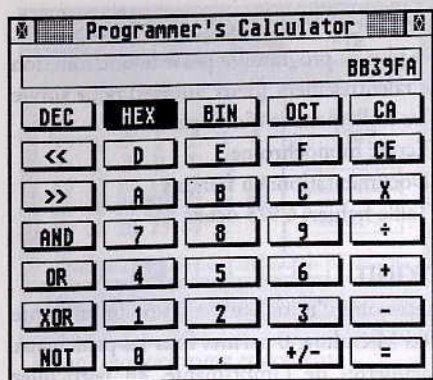 Programmer's Calculator
BB39FA
DEC HEX BIN OCT CA
<< D E F CE
>> A B C X
AND 7 8 9 ÷
OR 4 5 6 +
XOR 1 2 3 -
NOT 0 . +/- =